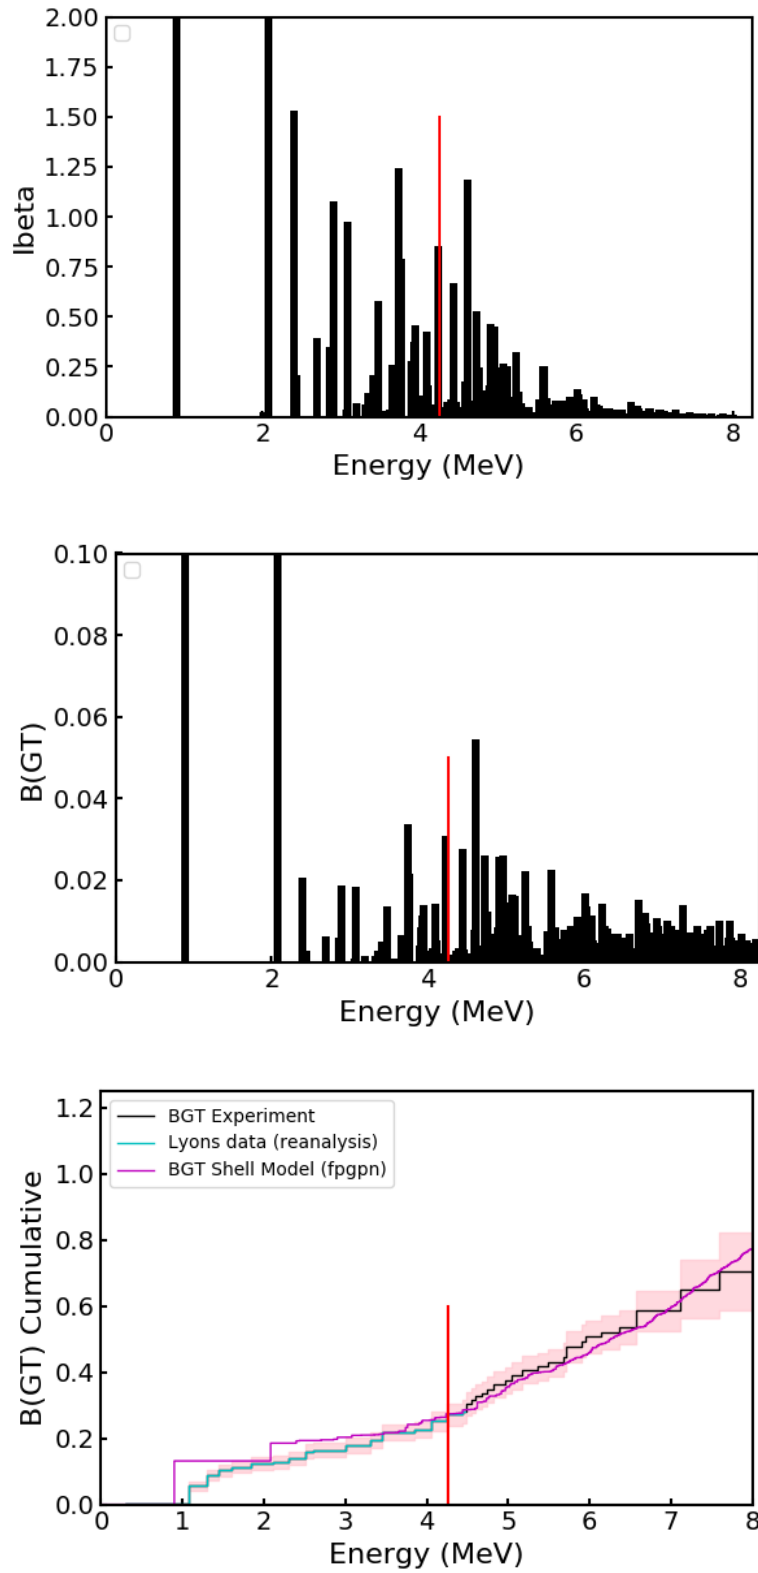 2.00
1.75
1.50
1.25
1.00
0.75
0.50
0.25
0.00
Ibeta
0 2 4 6 8
Energy (MeV)
0.10
0.08
0.06
0.04
0.02
0.00
B(GT)
0 2 4 6 8
Energy (MeV)
1.2
1.0
0.8
0.6
0.4
0.2
0.0
B(GT) Cumulative
BGT Experiment
Lyons data (reanalysis)
BGT Shell Model (fpgpn)
0 1 2 3 4 5 6 7 8
Energy (MeV)